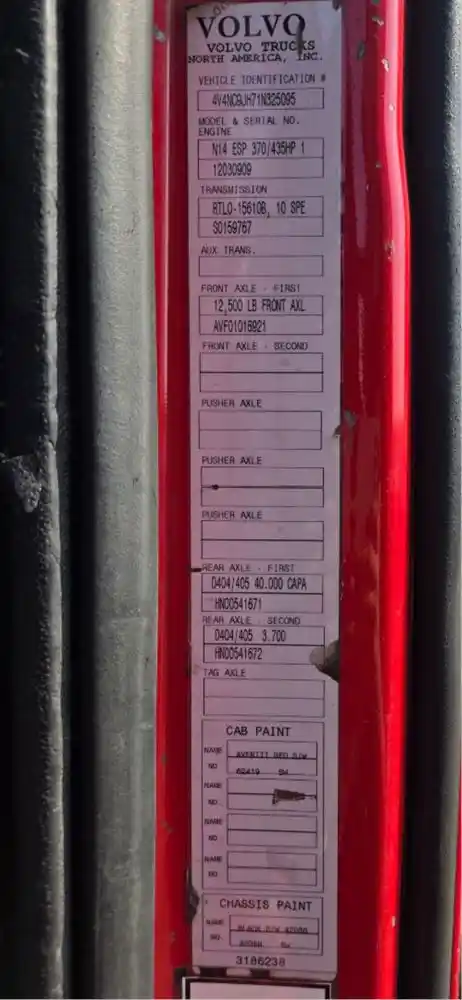 VOLVO
VOLVO TRUCKS
NORTH AMERICA, INC.
VEHICLE IDENTIFICATION #
4V4NC9JH71N325095
MODEL & SERIAL NO.
ENGINE
N14 ESP 370/435HP 1
12030909
TRANSMISSION
RTLO-15610B, 10 SPE
S0159767
AUX TRANS.
FRONT AXLE - FIRST
12,500 LB FRONT AXL
AVF01016921
FRONT AXLE - SECOND
PUSHER AXLE
PUSHER AXLE
PUSHER AXLE
REAR AXLE - FIRST
D404/405 40.000 CAPA
HN00541671
REAR AXLE - SECOND
D404/405 3.700
HN00541672
TAG AXLE
CAB PAINT
NAME
NO
NAME
NO.
NAME
NO
NAME
NO
CHASSIS PAINT
NAME
NO.
3186238